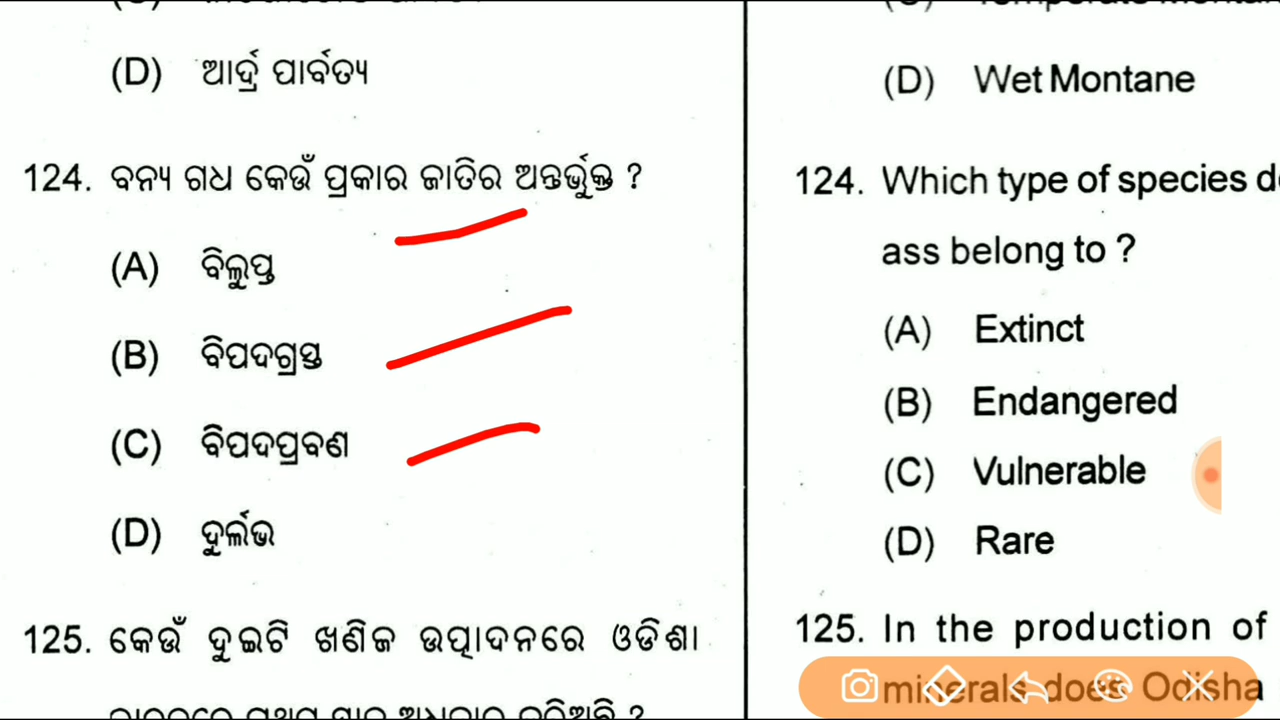 (D) ଆର୍ଦ୍ର ପାର୍ବତ୍ୟ
124. ବନ୍ୟ ଗଧ କେଉଁ ପ୍ରକାର ଜାତିର ଅନ୍ତର୍ଭୁକ୍ତ ?
(A) ବିଲୁପ୍ତ
(B) ବିପଦଗ୍ରସ୍ତ
(C) ବିପଦପ୍ରବଣ
(D) ଦୁର୍ଲଭ
125. କେଉଁ ଦୁଇଟି ଖଣିଜ ଉତ୍ପାଦନରେ ଓଡିଶା
(D) Wet Montane
124. Which type of species
ass belong to ?
(A) Extinct
(B) Endangered
(C) Vulnerable
(D) Rare
125. In the production of
minerals does Odisha